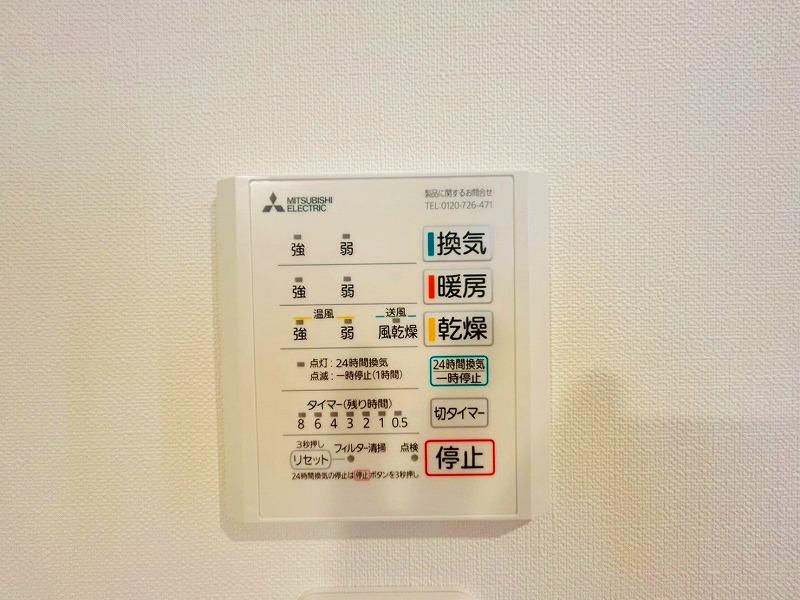 MITSUBISHI
ELECTRIC
製品に関するお問合せ
TEL:0120-726-471
強 弱 換気
強 弱 暖房
温風 送風
強 弱 風乾燥 乾燥
点灯:24時間換気
点滅:一時停止(1時間)
24時間換気
一時停止
タイマー(残り時間)
8 6 4 3 2 1 0.5
切タイマー
3秒押し
リセット フィルター清掃 点検
停止
24時間換気の停止は停止ボタンを3秒押し